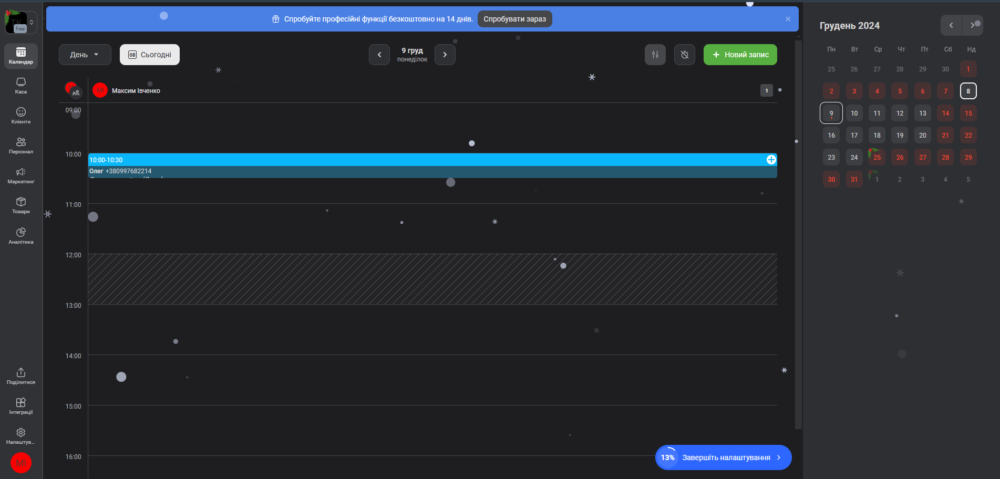 TK
free
Календар
Каса
Клієнти
Персонал
Маркетинг
Товари
Аналітика
Поділитися
Інтеграції
Налаштув...
MI
Спробуйте професійні функції безкоштовно на 14 днів.
Спробувати зараз
День
08 Сьогодні
9 груд
понеділок
Новий запис
MI
Максим Івченко
1
09:00
10:00
10:00-10:30
Олег +380997682214
11:00
12:00
13:00
14:00
15:00
16:00
13% Завершіть налаштування
Грудень 2024
Пн Вт Ср Чт Пт Сб Нд
25 26 27 28 29 30 1
2 3 4 5 6 7 8
9 10 11 12 13 14 15
16 17 18 19 20 21 22
23 24 25 26 27 28 29
30 31 1 2 3 4 5